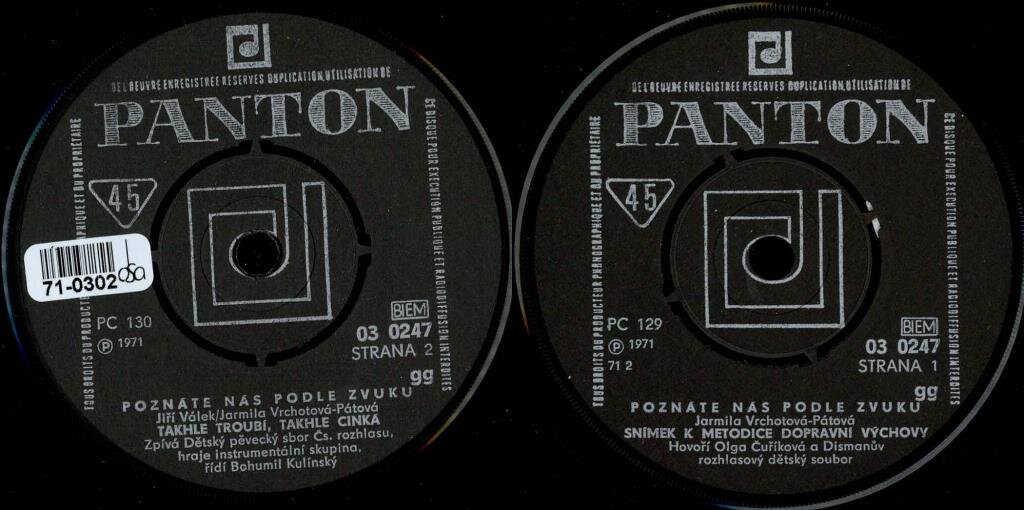 DE L'OEUVRE ENREGISTREE RESERVES DUPLICATION, UTILISATION DE
PANTON
TOUS DROITS DU PRODUCTEUR PHONOGRAPHIQUE ET DU PROPRIÉTAIRE
CE DISQUE POUR EXECUTION PUBLIQUE ET RADIODIFFUSION INTERDITES
45
71-0302
osa
PC 130
Ⓟ 1971
BIEM
03 0247
STRANA 2
gg
POZNÁTE NÁS PODLE ZVUKU
Jiří Válek/Jarmila Vrchotová-Pátová
TAKHLE TROUBÍ, TAKHLE CINKÁ
Zpívá Dětský pěvecký sbor Čs. rozhlasu,
hraje instrumentální skupina,
řídí Bohumil Kulínský
DE L'OEUVRE ENREGISTREE RESERVES DUPLICATION, UTILISATION DE
PANTON
TOUS DROITS DU PRODUCTEUR PHONOGRAPHIQUE ET DU PROPRIÉTAIRE
CE DISQUE POUR EXECUTION PUBLIQUE ET RADIODIFFUSION INTERDITES
45
PC 129
Ⓟ 1971
71 2
BIEM
03 0247
STRANA 1
gg
POZNÁTE NÁS PODLE ZVUKU
Jarmila Vrchotová-Pátová
SNÍMEK K METODICE DOPRAVNÍ VÝCHOVY
Hovoří Olga Čuříková a Dismanův
rozhlasový dětský soubor